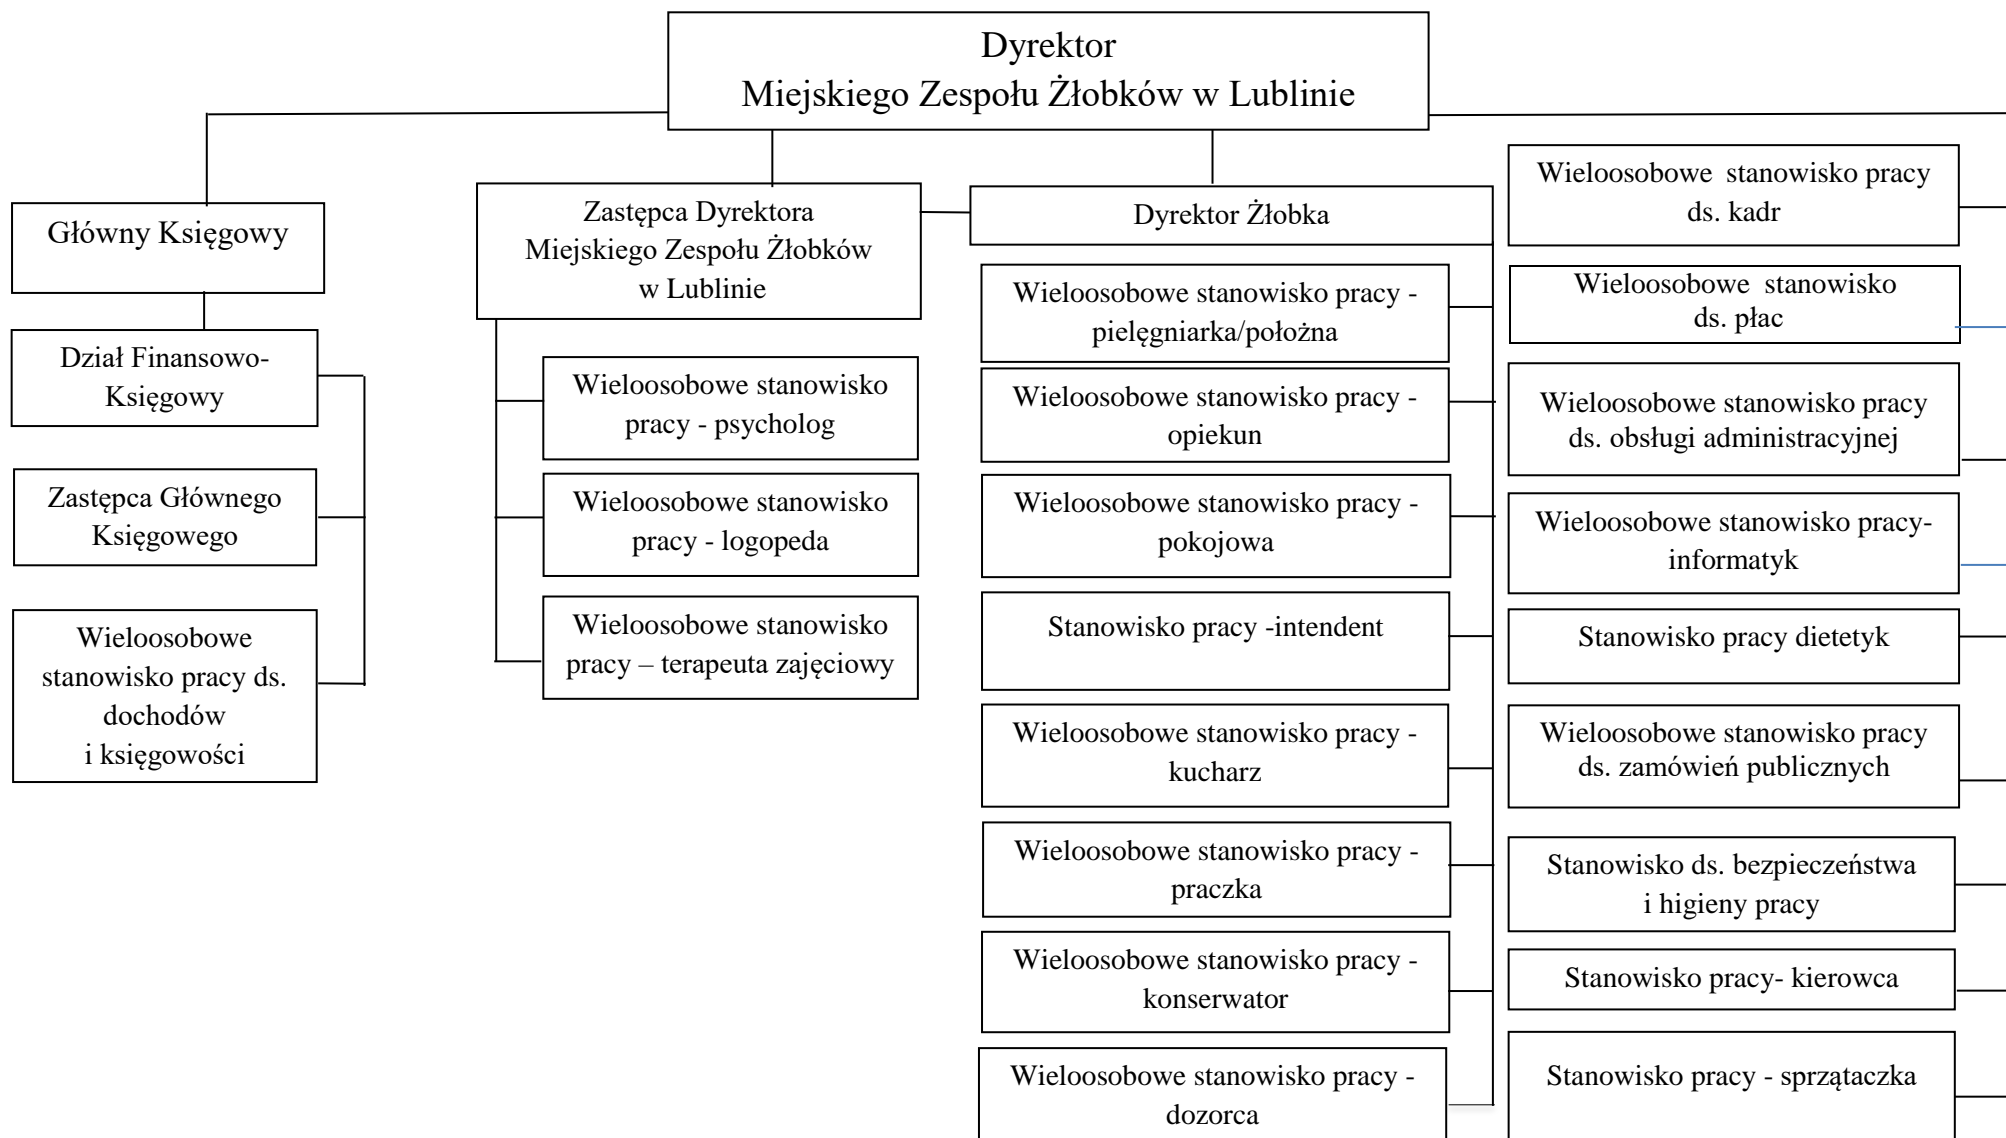 Dyrektor
Miejskiego Zespołu Żłobków w Lublinie
Główny Księgowy
Dział Finansowo-
Księgowy
Zastępca Głównego
Księgowego
Wieloosobowe
stanowisko pracy ds.
dochodów
i księgowości
Zastępca Dyrektora
Miejskiego Zespołu Żłobków
w Lublinie
Wieloosobowe stanowisko
pracy - psycholog
Wieloosobowe stanowisko
pracy - logopeda
Wieloosobowe stanowisko
pracy – terapeuta zajęciowy
Dyrektor Żłobka
Wieloosobowe stanowisko pracy -
pielęgniarka/położna
Wieloosobowe stanowisko pracy -
opiekun
Wieloosobowe stanowisko pracy -
pokojowa
Stanowisko pracy -intendent
Wieloosobowe stanowisko pracy -
kucharz
Wieloosobowe stanowisko pracy -
praczka
Wieloosobowe stanowisko pracy -
konserwator
Wieloosobowe stanowisko pracy -
dozorca
Wieloosobowe stanowisko pracy
ds. kadr
Wieloosobowe stanowisko
ds. płac
Wieloosobowe stanowisko pracy
ds. obsługi administracyjnej
Wieloosobowe stanowisko pracy-
informatyk
Stanowisko pracy dietetyk
Wieloosobowe stanowisko pracy
ds. zamówień publicznych
Stanowisko ds. bezpieczeństwa
i higieny pracy
Stanowisko pracy- kierowca
Stanowisko pracy - sprzątaczka